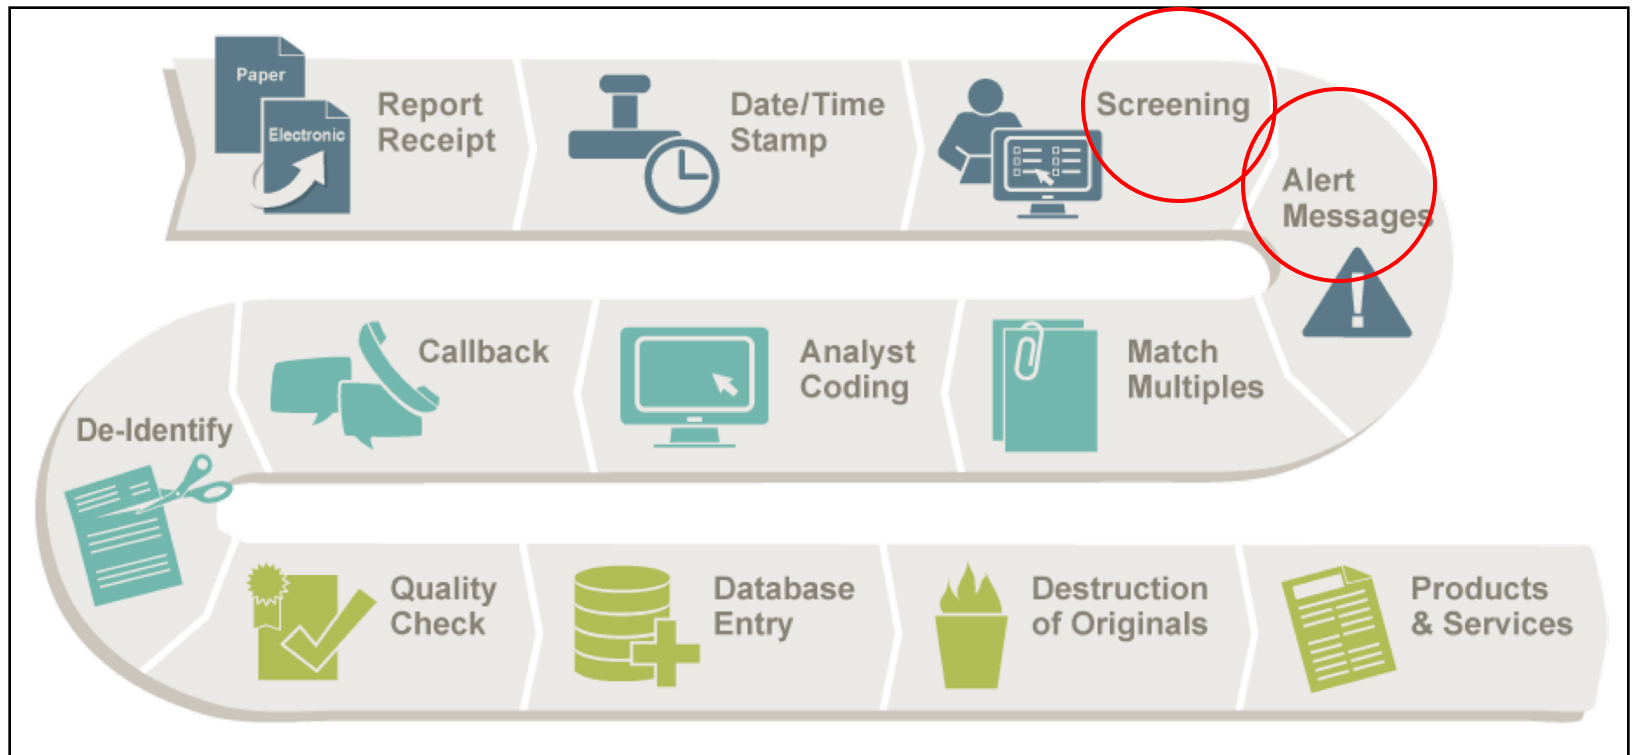 Paper
Electronic
Report
Receipt
Date/Time
Stamp
Screening
Alert
Messages
Match
Multiples
Analyst
Coding
Callback
De-Identify
Quality
Check
Database
Entry
Destruction
of Originals
Products
& Services